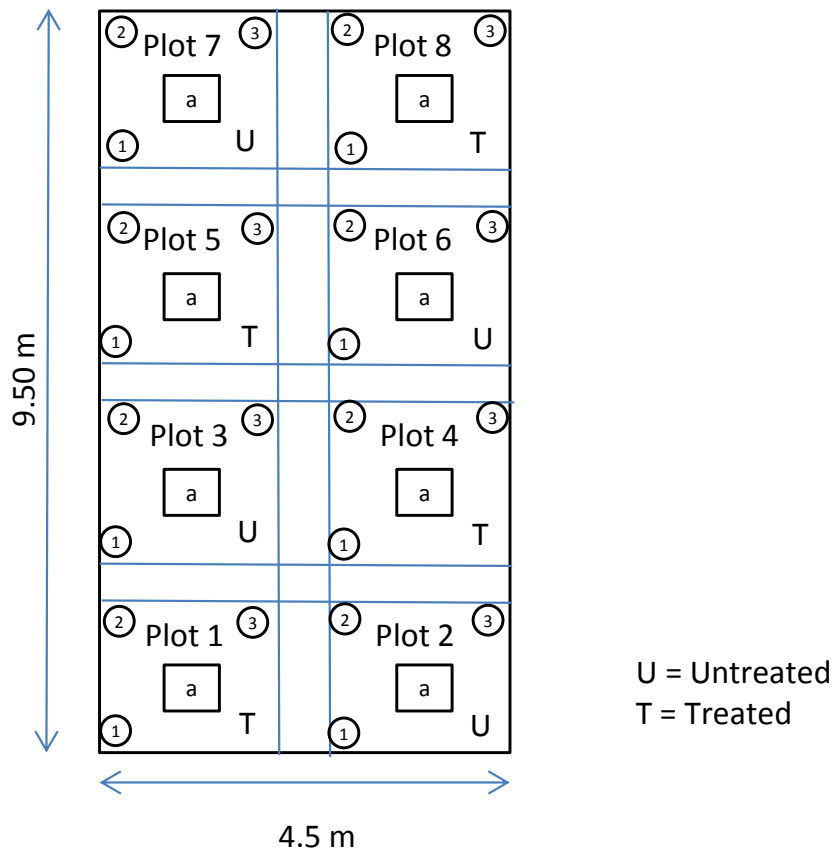 2 3 2 3
Plot 7 Plot 8
a a
1 U 1 T
2 3 2 3
Plot 5 Plot 6
a a
1 T 1 U
9.50 m
2 3 2 3
Plot 3 Plot 4
a a
1 U 1 T
2 3 2 3
Plot 1 Plot 2
a a
1 T 1 U
U = Untreated
T = Treated
4.5 m